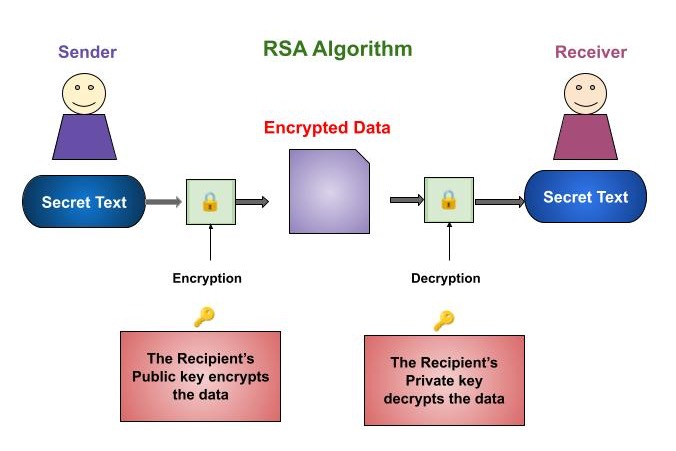 RSA Algorithm
Sender
Receiver
Encrypted Data
Secret Text
Secret Text
Encryption
Decryption
The Recipient's
Public key encrypts
the data
The Recipient's
Private key
decrypts the data